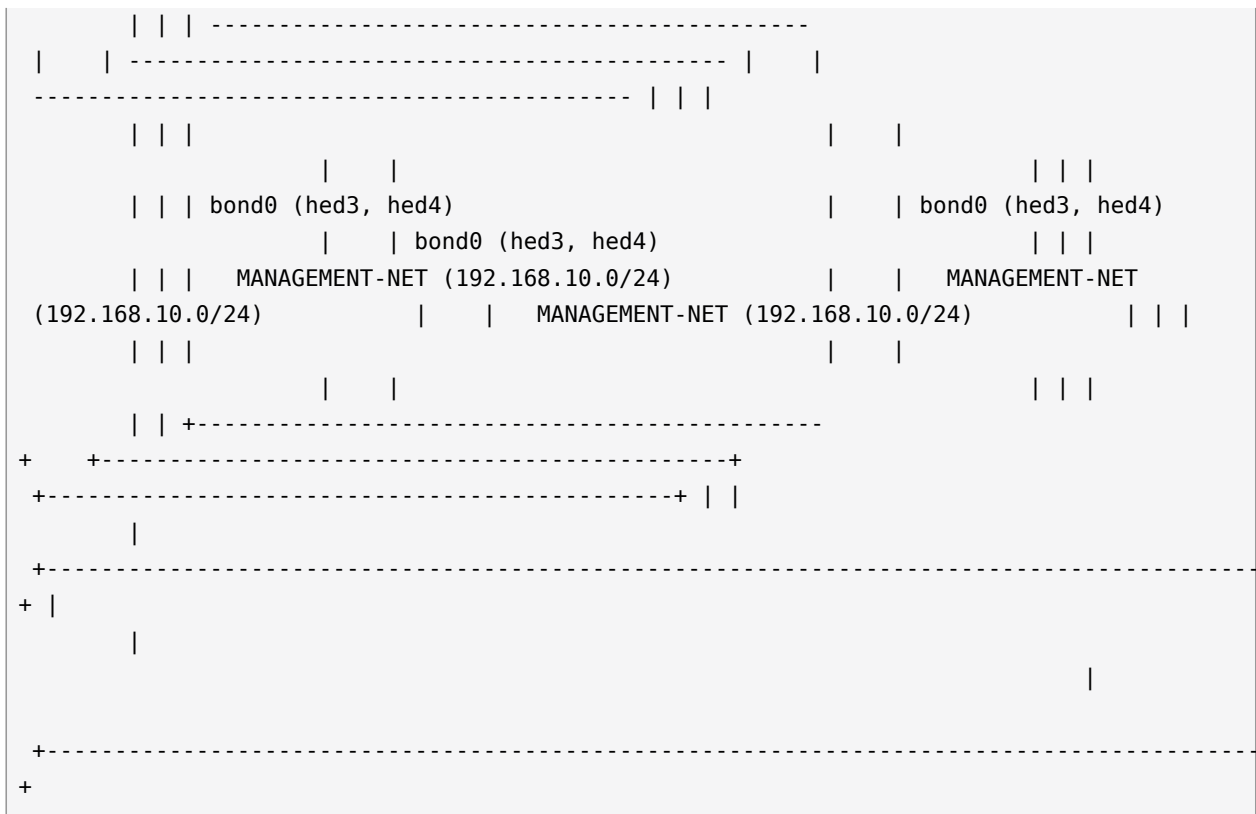 | | | --------------------------------------------
|    | -------------------------------------------- |    |
-------------------------------------------- | | |
| | |                                               |    |
|    |                                               | | |
| | | bond0 (hed3, hed4)                            |    | bond0 (hed3, hed4)
|    | bond0 (hed3, hed4)                            | | |
| | |   MANAGEMENT-NET (192.168.10.0/24)            |    |   MANAGEMENT-NET
(192.168.10.0/24)            |    |   MANAGEMENT-NET (192.168.10.0/24)            | | |
| | |                                               |    |
|    |                                               | | |
| | +----------------------------------------------
+    +----------------------------------------------+
+----------------------------------------------+ | |
|
+-----------------------------------------------------------------------------------------
+ |
|
|
+-----------------------------------------------------------------------------------------
+